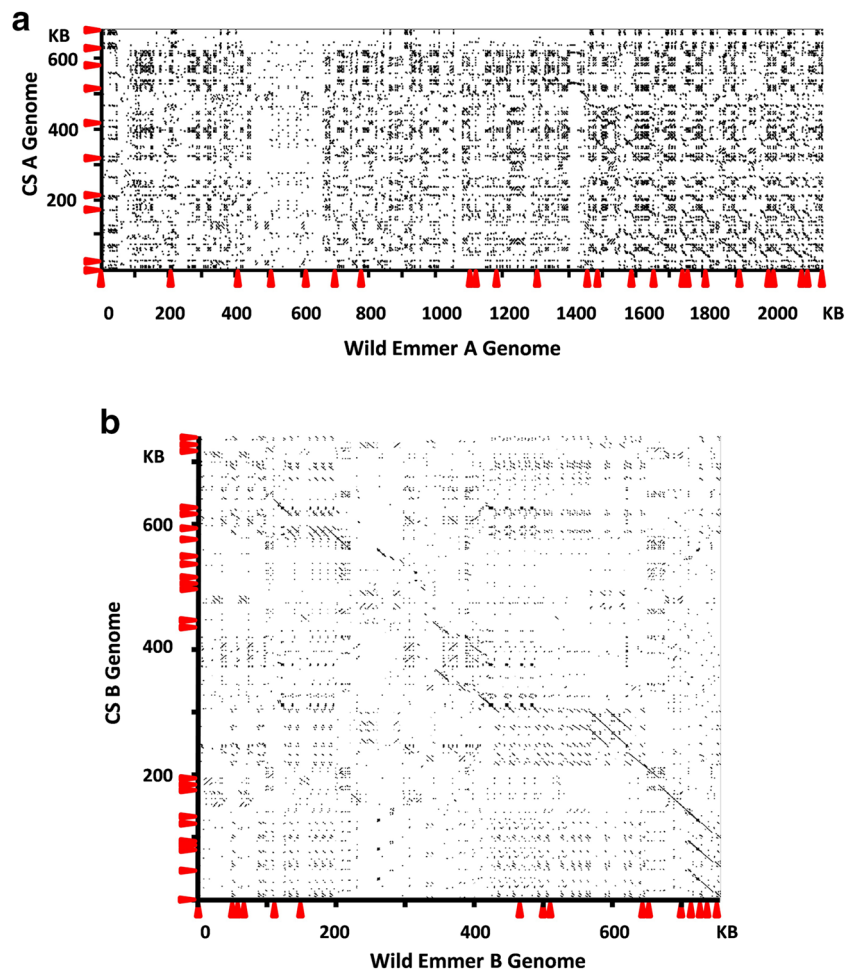 a
KB
600
400
200
CS A Genome
0 200 400 600 800 1000 1200 1400 1600 1800 2000 KB
Wild Emmer A Genome
b
KB
600
400
200
CS B Genome
0 200 400 600 KB
Wild Emmer B Genome